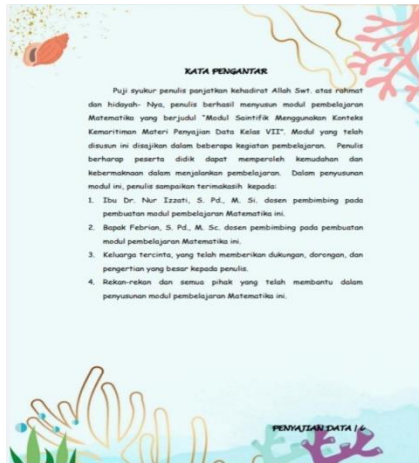 KATA PENGANTAR
Puji syukur penulis panjatkan kehadirat Allah Swt. atas rahmat
dan hidayah- Nya, penulis berhasil menyusun modul pembelajaran
Matematika yang berjudul "Modul Saintifik Menggunakan Konteks
Kemaritiman Materi Penyajian Data Kelas VII". Modul yang telah
disusun ini disajikan dalam beberapa kegiatan pembelajaran. Penulis
berharap peserta didik dapat memperoleh kemudahan dan
kebermaknaan dalam menjalankan pembelajaran. Dalam penyusunan
modul ini, penulis sampaikan terimakasih kepada:
1. Ibu Dr. Nur Izzati, S. Pd., M. Si. dosen pembimbing pada
pembuatan modul pembelajaran Matematika ini.
2. Bapak Febrian, S. Pd., M. Sc. dosen pembimbing pada pembuatan
modul pembelajaran Matematika ini.
3. Keluarga tercinta, yang telah memberikan dukungan, dorongan, dan
pengertian yang besar kepada penulis.
4. Rekan-rekan dan semua pihak yang telah membantu dalam
penyusunan modul pembelajaran Matematika ini.
PENYAJIAN DATA /